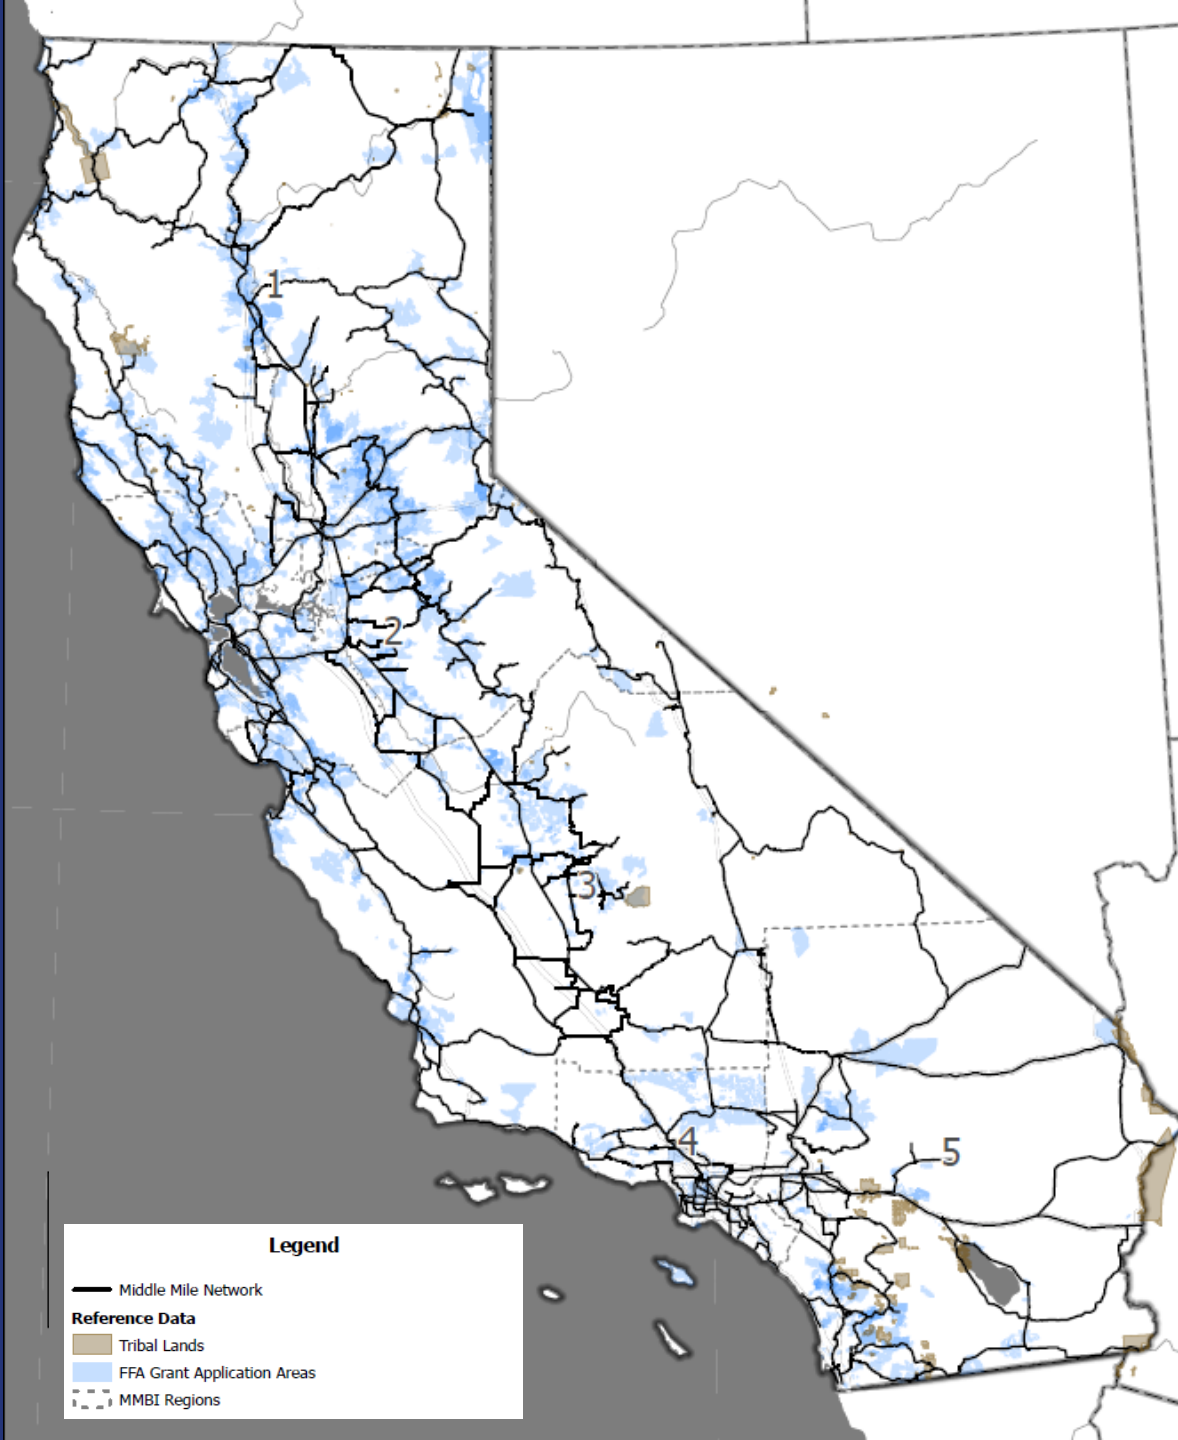 1
2
3
4
5
Legend
Middle Mile Network
Reference Data
Tribal Lands
FFA Grant Application Areas
MMBI Regions